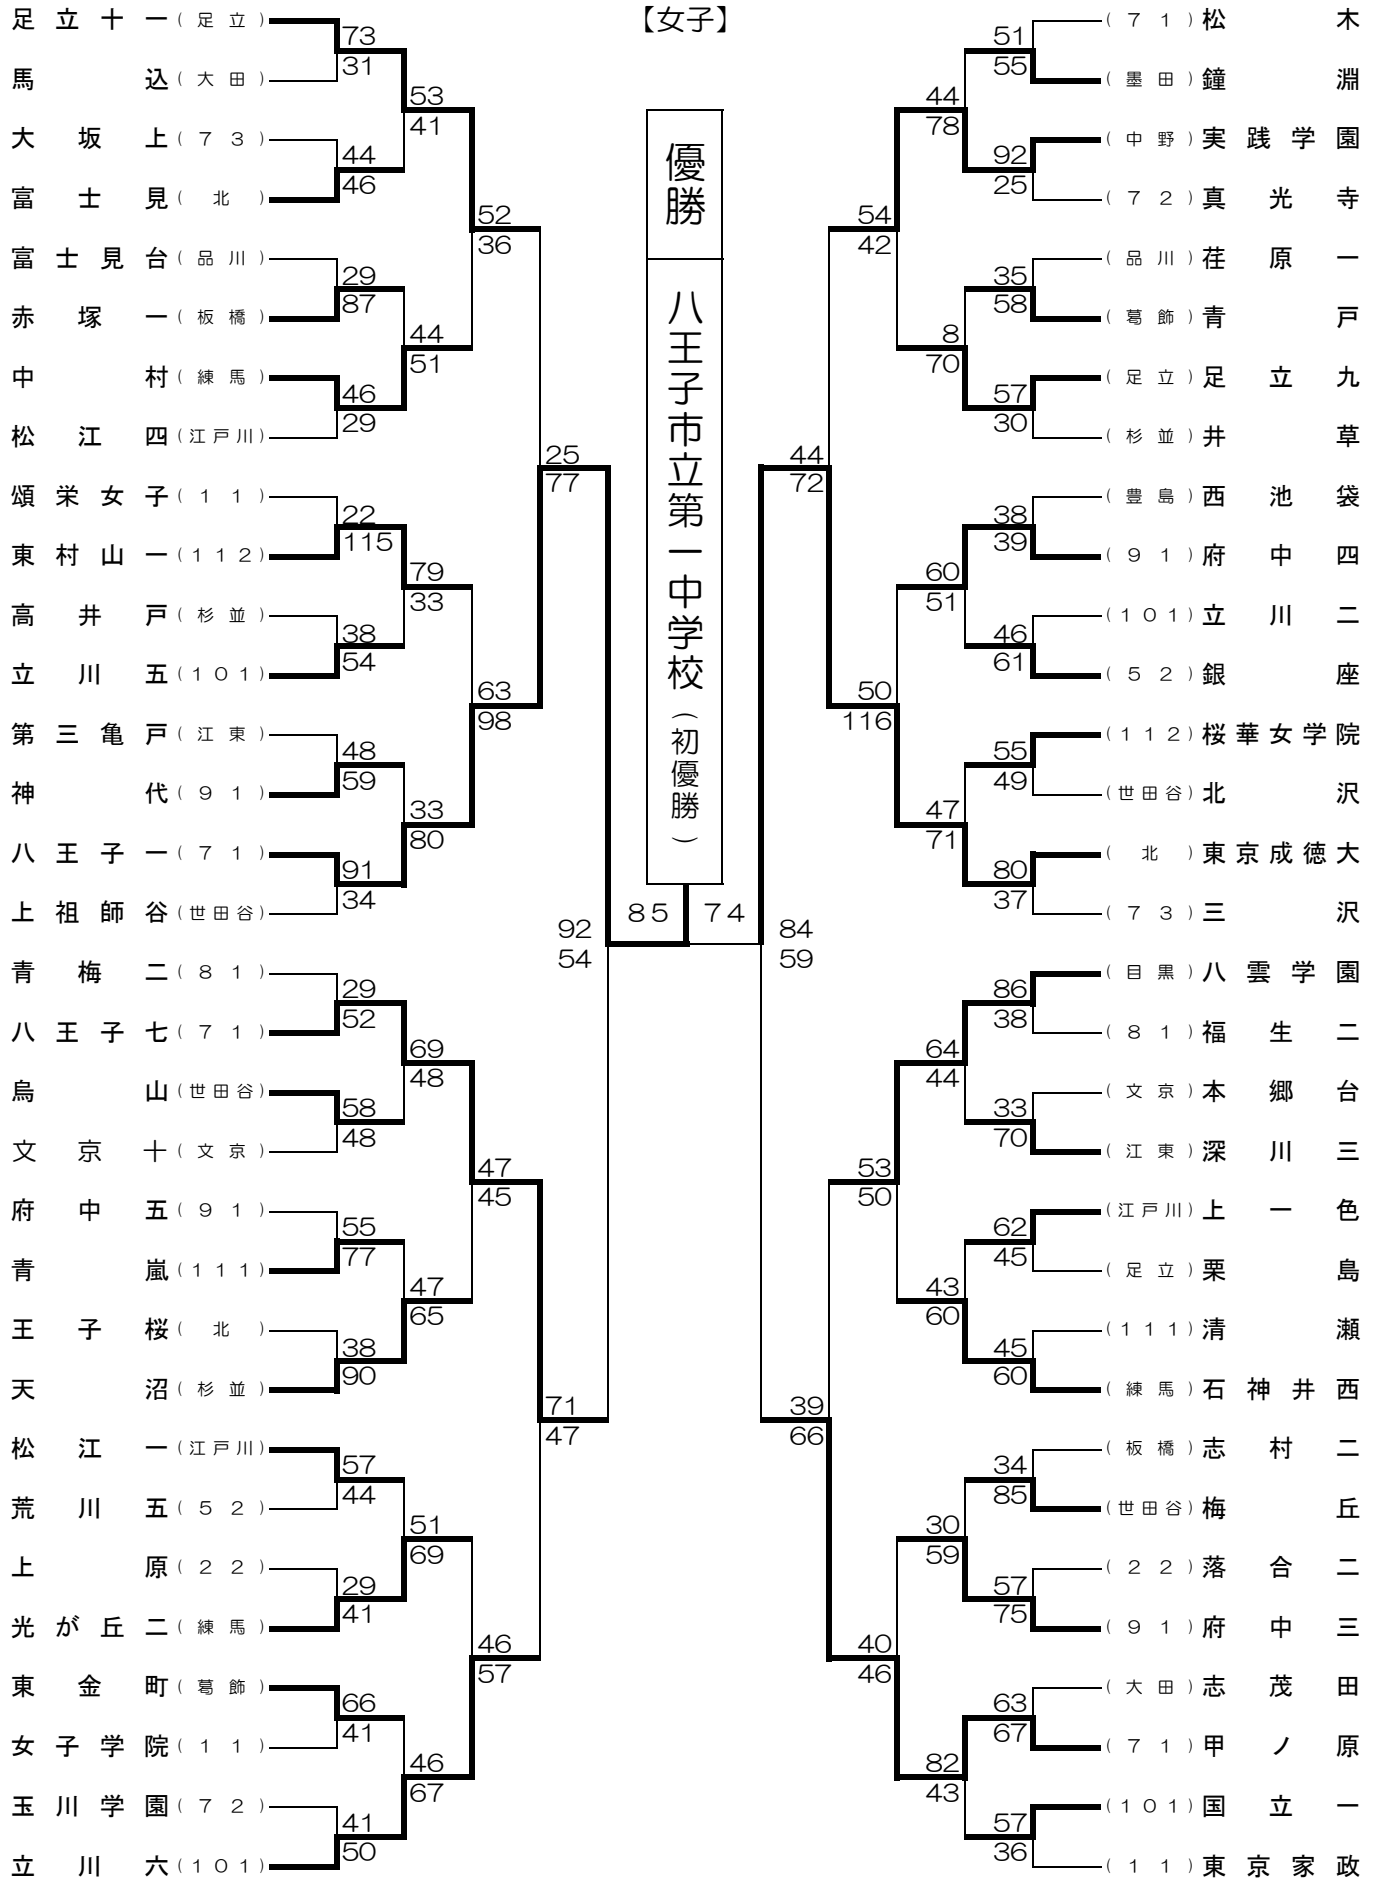 【女子】
足立十一(足立)
73
31
馬込(大田)
53
41
大坂上(73)
44
46
富士見(北)
52
36
富士見台(品川)
29
87
赤塚一(板橋)
44
51
中村(練馬)
46
29
松江四(江戸川)
25
77
頌栄女子(11)
22
115
東村山一(112)
79
33
高井戸(杉並)
38
54
立川五(101)
63
98
第三亀戸(江東)
48
59
神代(91)
33
80
八王子一(71)
91
34
上祖師谷(世田谷)
92
54
青梅二(81)
29
52
八王子七(71)
69
48
烏山(世田谷)
58
48
文京十(文京)
47
45
府中五(91)
55
77
青嵐(111)
47
65
王子桜(北)
38
90
天沼(杉並)
71
47
松江一(江戸川)
57
44
荒川五(52)
51
69
上原(22)
29
41
光が丘二(練馬)
46
57
東金町(葛飾)
66
41
女子学院(11)
46
67
玉川学園(72)
41
50
立川六(101)
優勝
八王子市立第一中学校(初優勝)
85 74
(71)松木
51
55
(墨田)鐘淵
44
78
(中野)実践学園
92
25
(72)真光寺
54
42
(品川)荏原一
35
58
(葛飾)青戸
8
70
(足立)足立九
57
30
(杉並)井草
44
72
(豊島)西池袋
38
39
(91)府中四
60
51
(101)立川二
46
61
(52)銀座
50
116
(112)桜華女学院
55
49
(世田谷)北沢
47
71
(北)東京成徳大
80
37
(73)三沢
84
59
(目黒)八雲学園
86
38
(81)福生二
64
44
(文京)本郷台
33
70
(江東)深川三
53
50
(江戸川)上一色
62
45
(足立)栗島
43
60
(111)清瀬
45
60
(練馬)石神井西
39
66
(板橋)志村二
34
85
(世田谷)梅丘
30
59
(22)落合二
57
75
(91)府中三
40
46
(大田)志茂田
63
67
(71)甲ノ原
82
43
(101)国立一
57
36
(11)東京家政